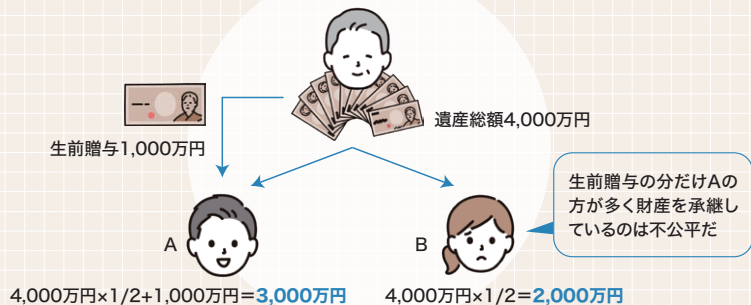 遺産総額4,000万円
生前贈与1,000万円
生前贈与の分だけAの
方が多く財産を承継し
ているのは不公平だ
A
B
4,000万円×1/2+1,000万円=3,000万円
4,000万円×1/2=2,000万円